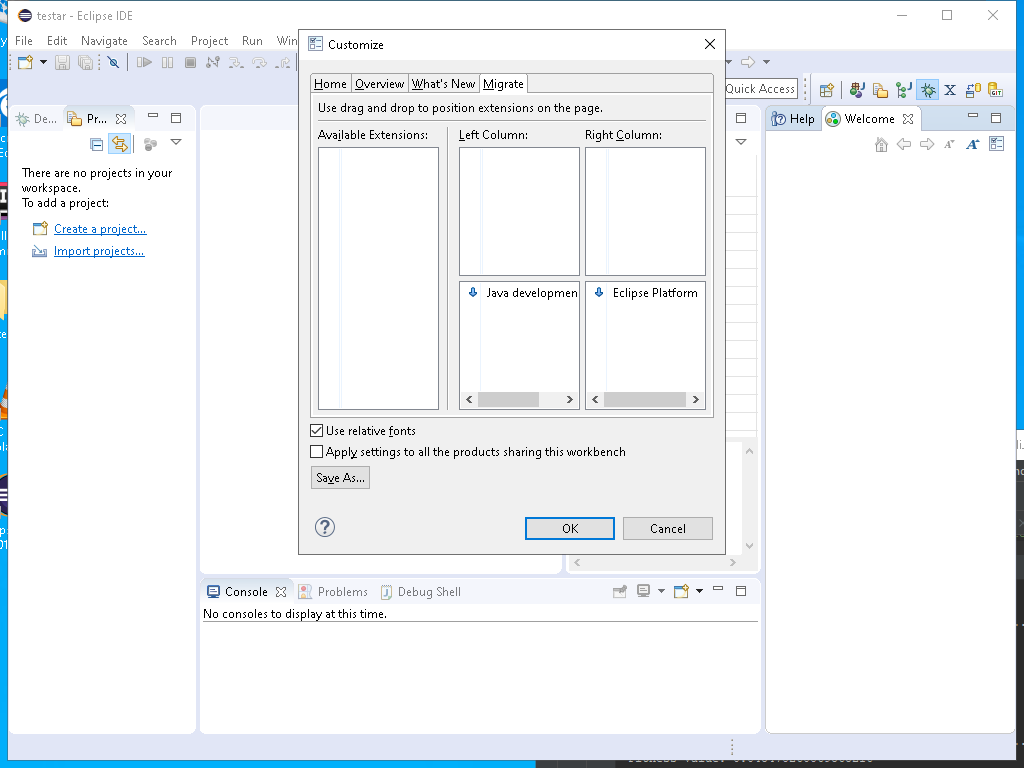 testar - Eclipse IDE
File Edit Navigate Search Project Run Win
Customize
Home Overview What's New Migrate
Use drag and drop to position extensions on the page.
Available Extensions: Left Column: Right Column:
Java developmen
Eclipse Platform
Use relative fonts
Apply settings to all the products sharing this workbench
Save As...
OK Cancel
Quick Access
De... Pr...
There are no projects in your
workspace.
To add a project:
Create a project...
Import projects...
Help Welcome
Console Problems Debug Shell
No consoles to display at this time.